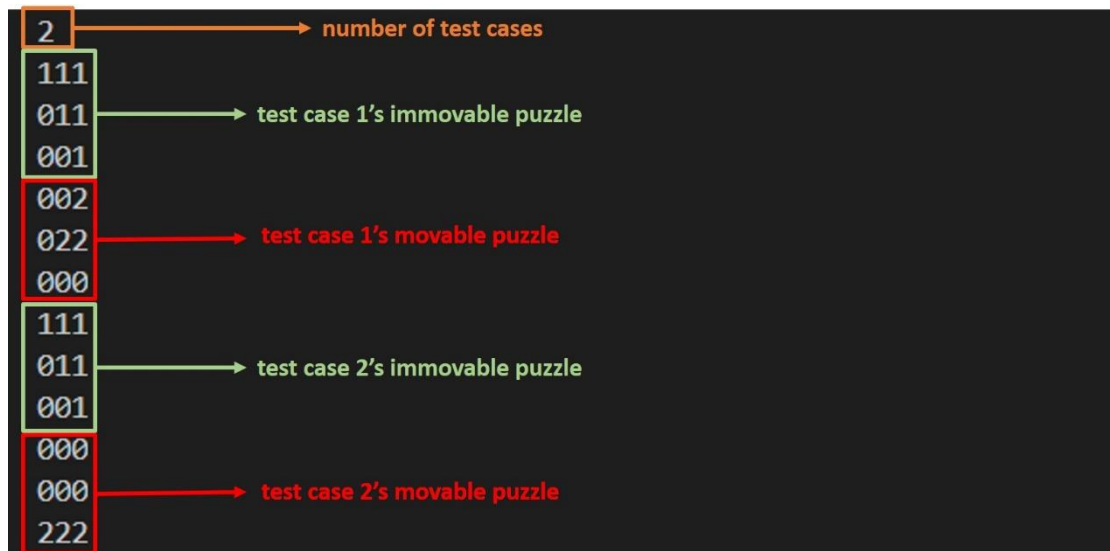 2 number of test cases
111
011 test case 1’s immovable puzzle
001
002
022 test case 1’s movable puzzle
000
111
011 test case 2’s immovable puzzle
001
000
000 test case 2’s movable puzzle
222